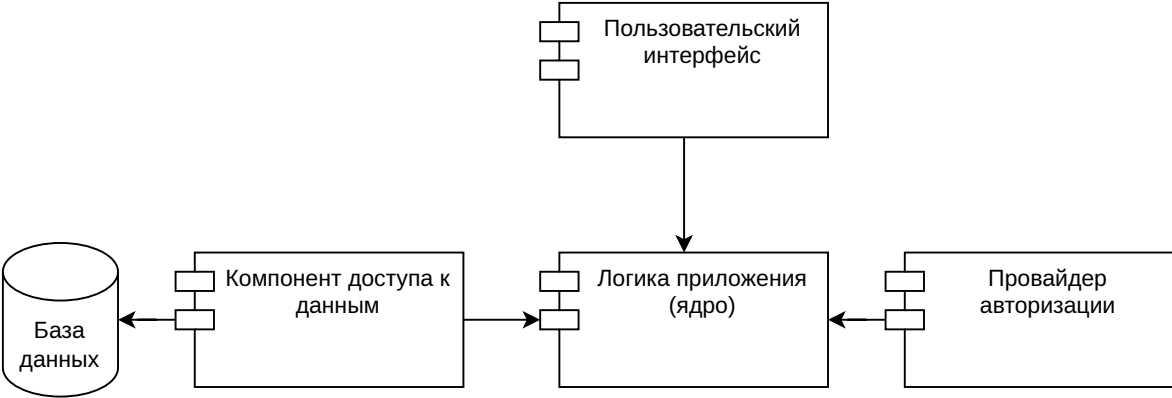 Пользовательский
интерфейс
База
данных
Компонент доступа к
данным
Логика приложения
(ядро)
Провайдер
авторизации